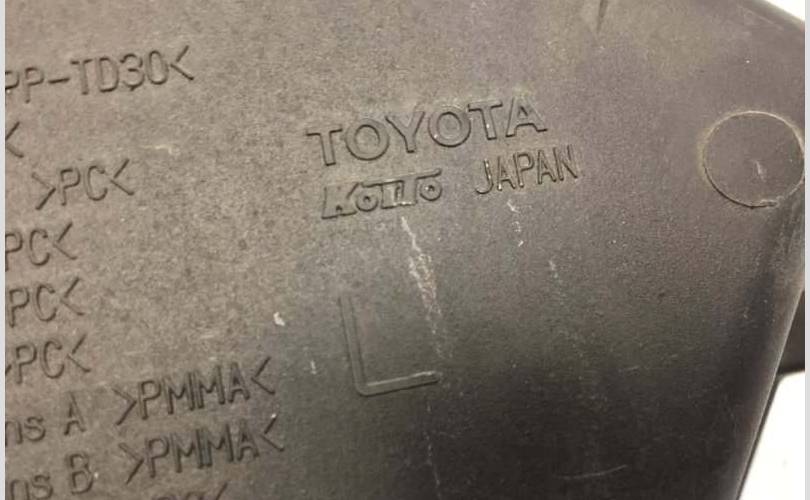 PP-TD30<
<
>PC<
PC<
PC<
>PC<
ns A >PMMA<
ns B >PMMA<
TOYOTA
KOITO JAPAN
L